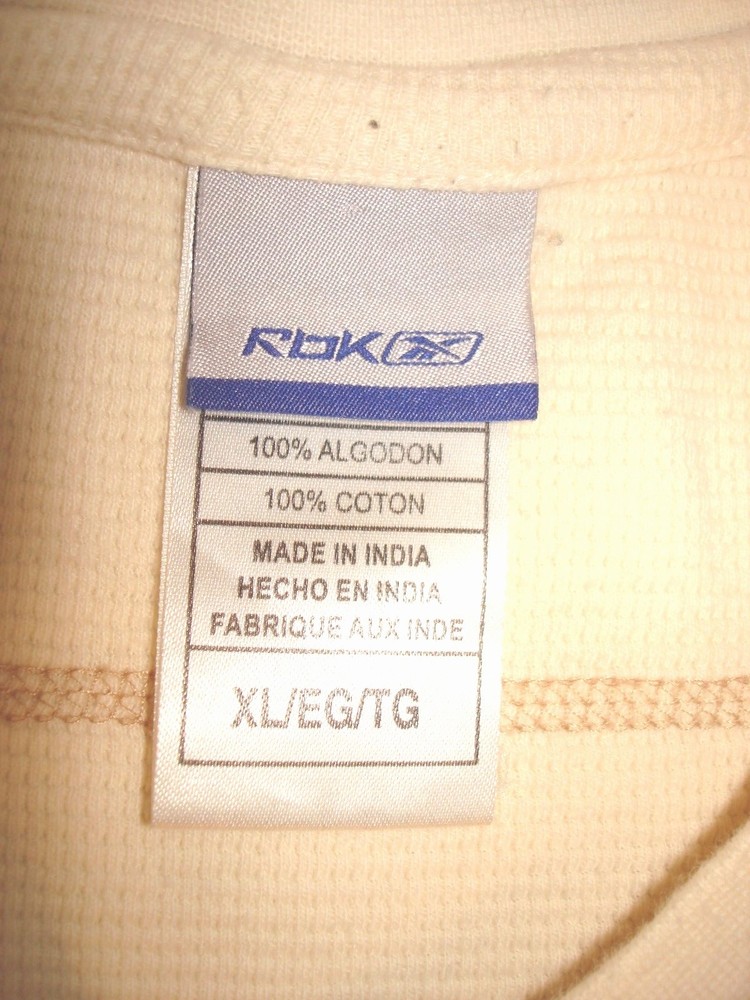 RbK
100% ALGODON
100% COTON
MADE IN INDIA
HECHO EN INDIA
FABRIQUE AUX INDE
XL/EG/TG